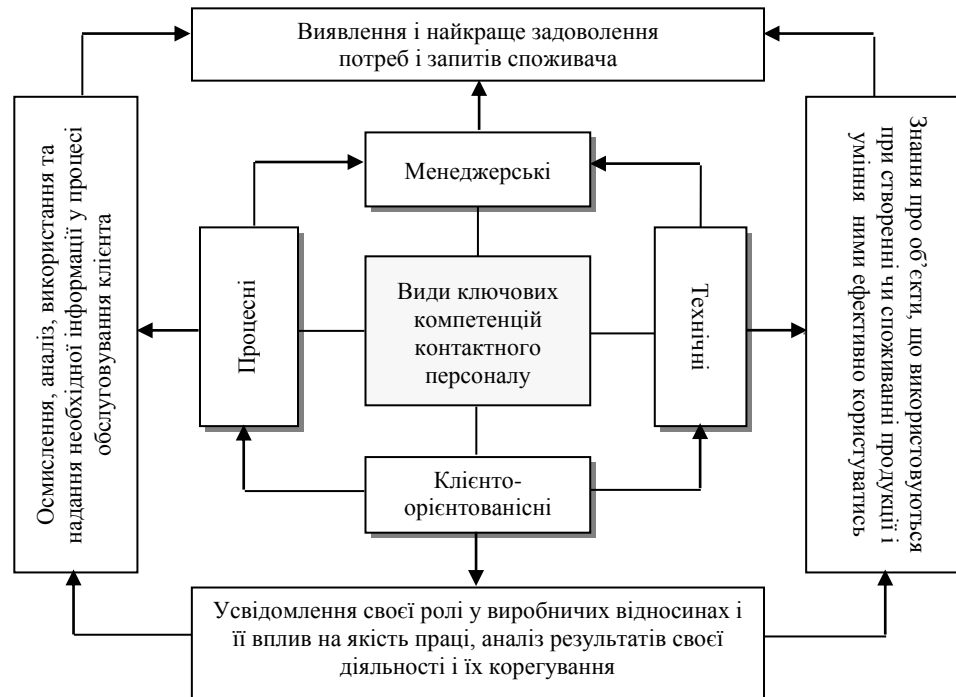 Виявлення і найкраще задоволення
потреб і запитів споживача
Менеджерські
Осмислення, аналіз, використання та
надання необхідної інформації у процесі
обслуговування клієнта
Процесні
Види ключових
компетенцій
контактного
персоналу
Технічні
Знання про об’єкти, що використовуються
при створенні чи споживанні продукції і
уміння ними ефективно користуватись
Клієнто-
орієнтованісні
Усвідомлення своєї ролі у виробничих відносинах і
її вплив на якість праці, аналіз результатів своєї
діяльності і їх корегування